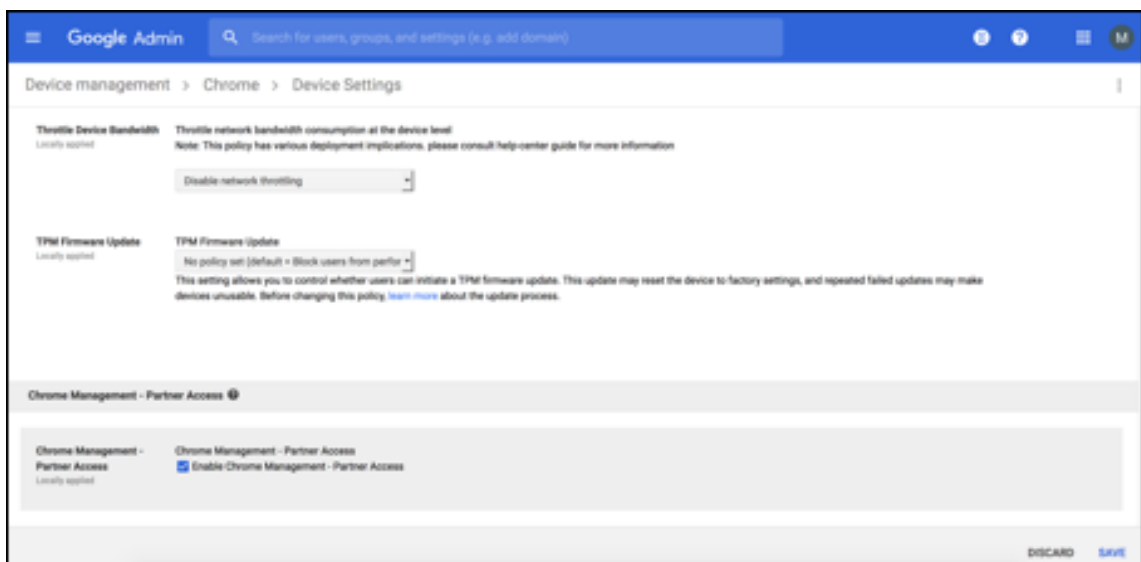 Google Admin
Search for users, groups, and settings (e.g. add domain)
M
Device management > Chrome > Device Settings
Throttle Device Bandwidth
Locally applied
Throttle network bandwidth consumption at the device level
Note: This policy has various deployment implications. please consult help-center guide for more information
Disable network throttling
TPM Firmware Update
Locally applied
TPM Firmware Update
No policy set (default = Block users from perfor
This setting allows you to control whether users can initiate a TPM firmware update. This update may reset the device to factory settings, and repeated failed updates may make
devices unusable. Before changing this policy, learn more about the update process.
Chrome Management - Partner Access
Chrome Management -
Partner Access
Locally applied
Chrome Management - Partner Access
Enable Chrome Management - Partner Access
DISCARD SAVE